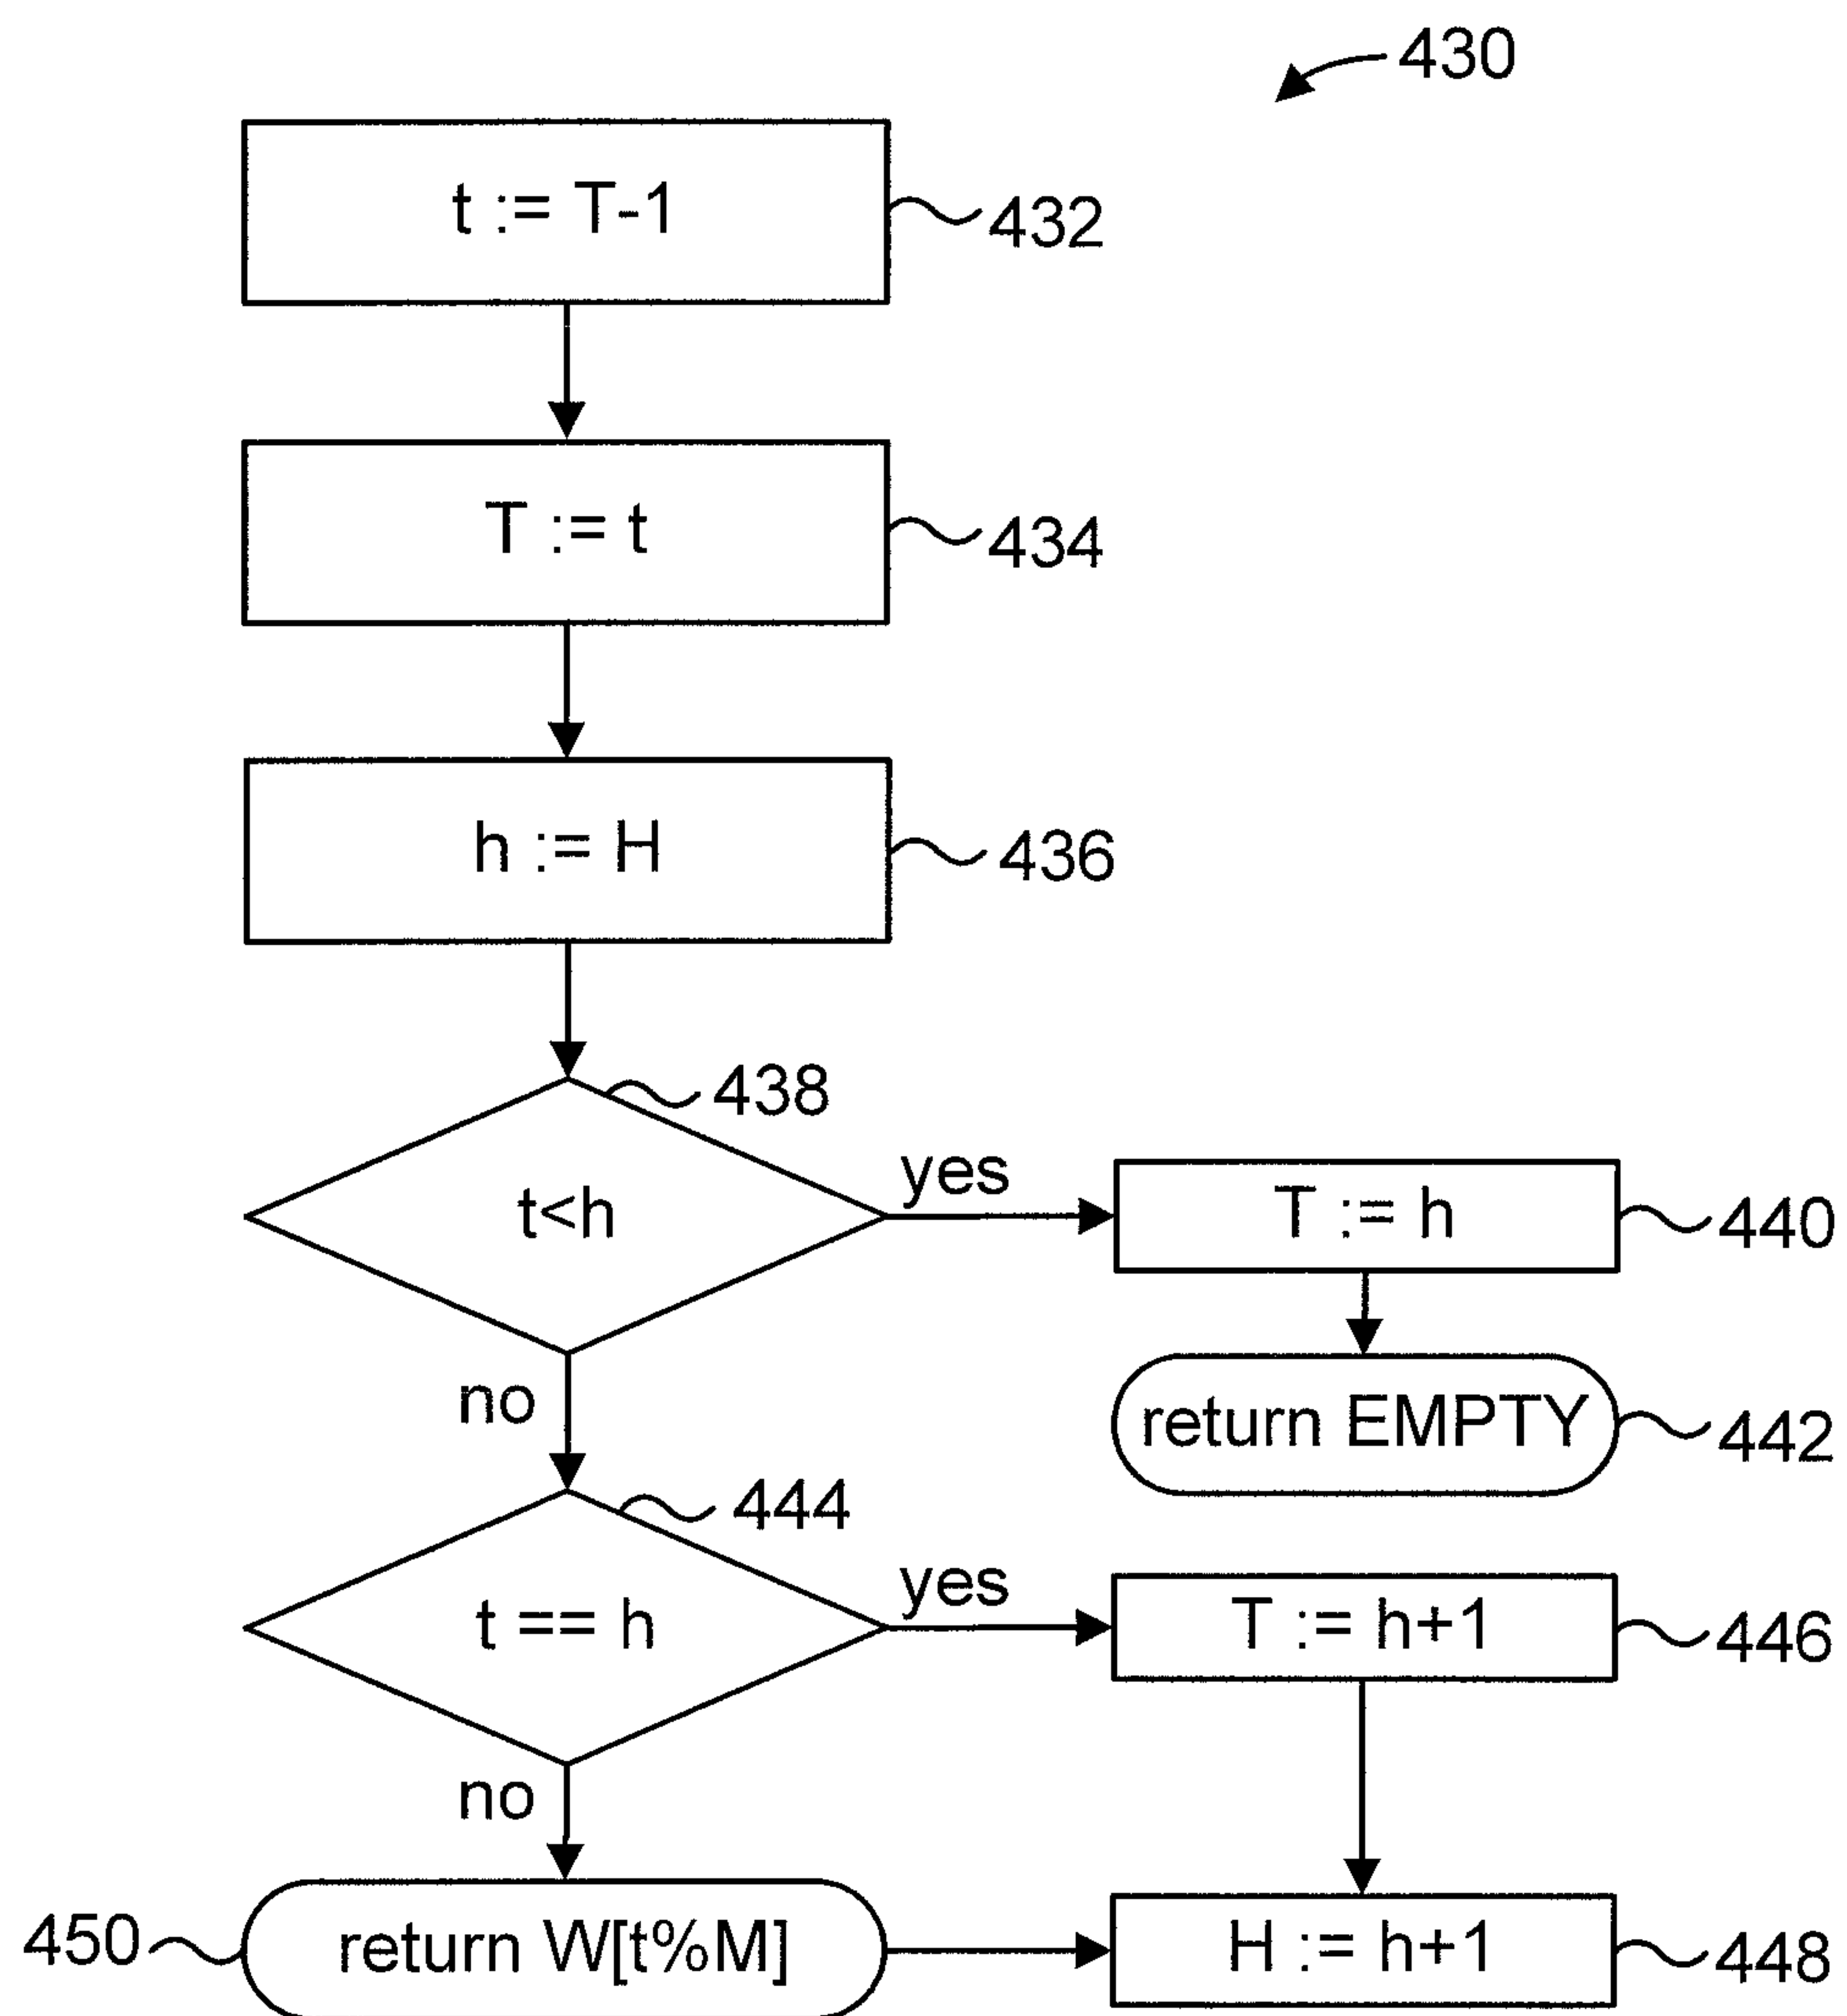 430
t := T-1
432
T := t
434
h := H
436
438
t<h
yes
T := h
440
no
return EMPTY
442
444
t == h
yes
T := h+1
446
no
450
return W[t%M]
H := h+1
448